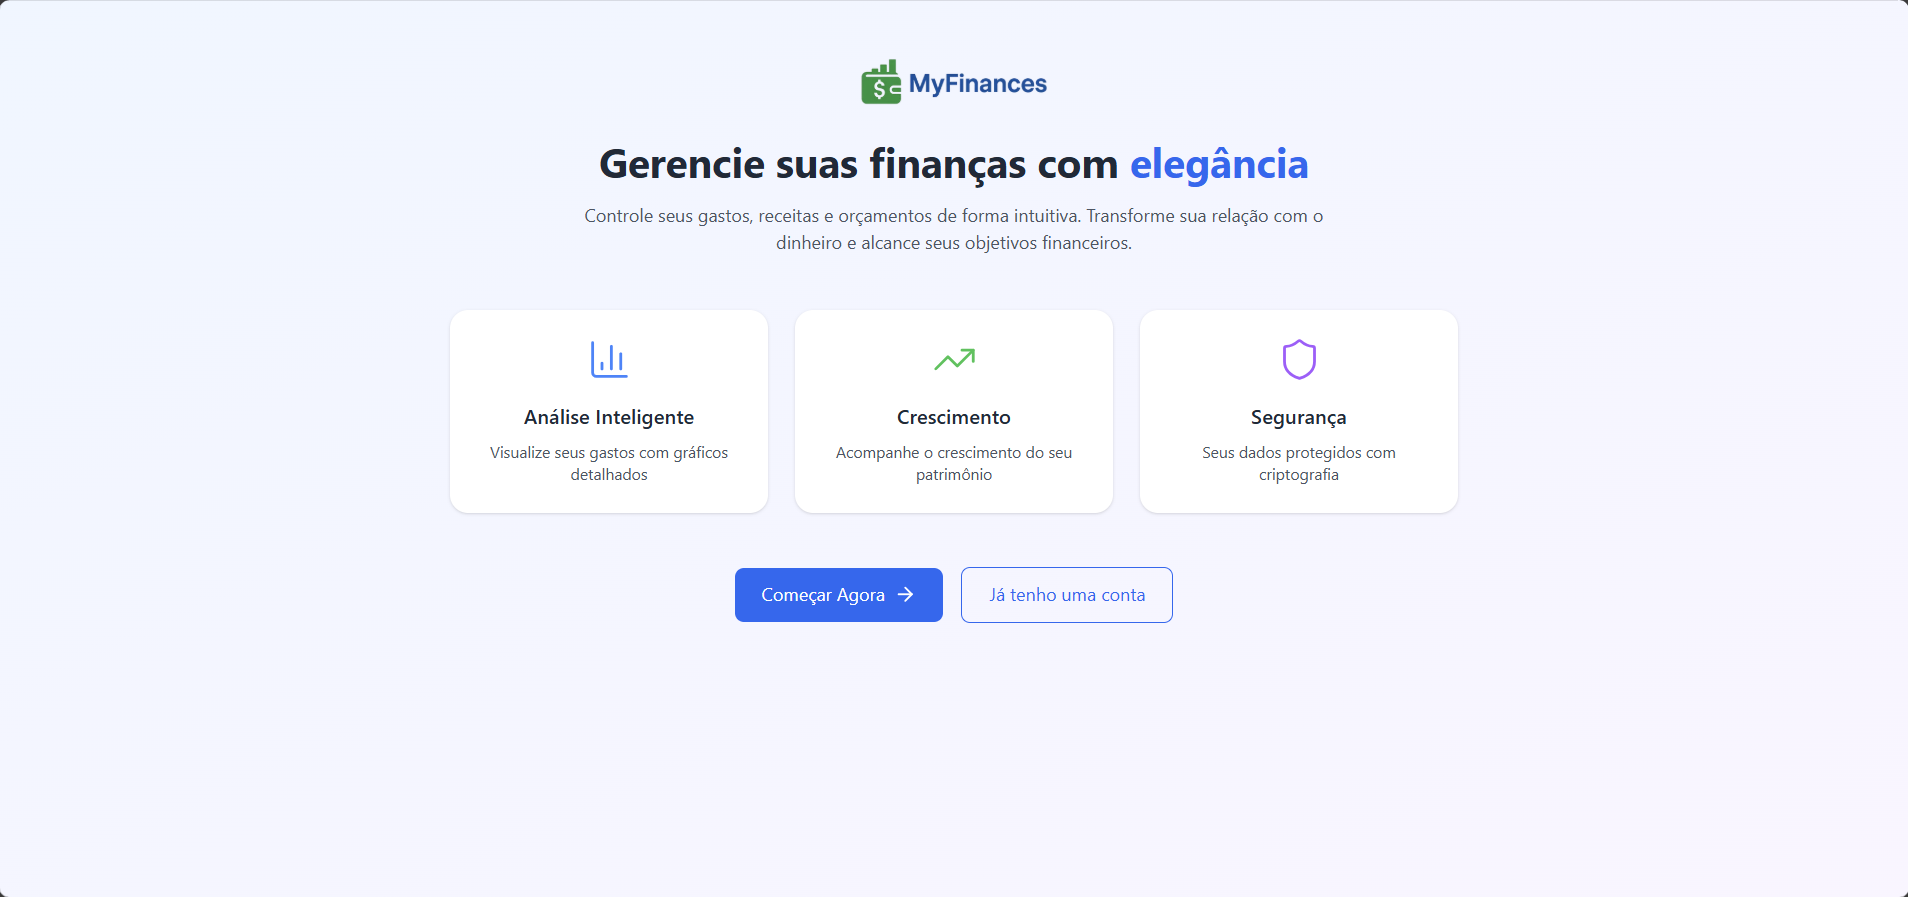 $
MyFinances
Gerencie suas finanças com elegância
Controle seus gastos, receitas e orçamentos de forma intuitiva. Transforme sua relação com o
dinheiro e alcance seus objetivos financeiros.
Análise Inteligente
Visualize seus gastos com gráficos
detalhados
Crescimento
Acompanhe o crescimento do seu
patrimônio
Segurança
Seus dados protegidos com
criptografia
Começar Agora →
Já tenho uma conta